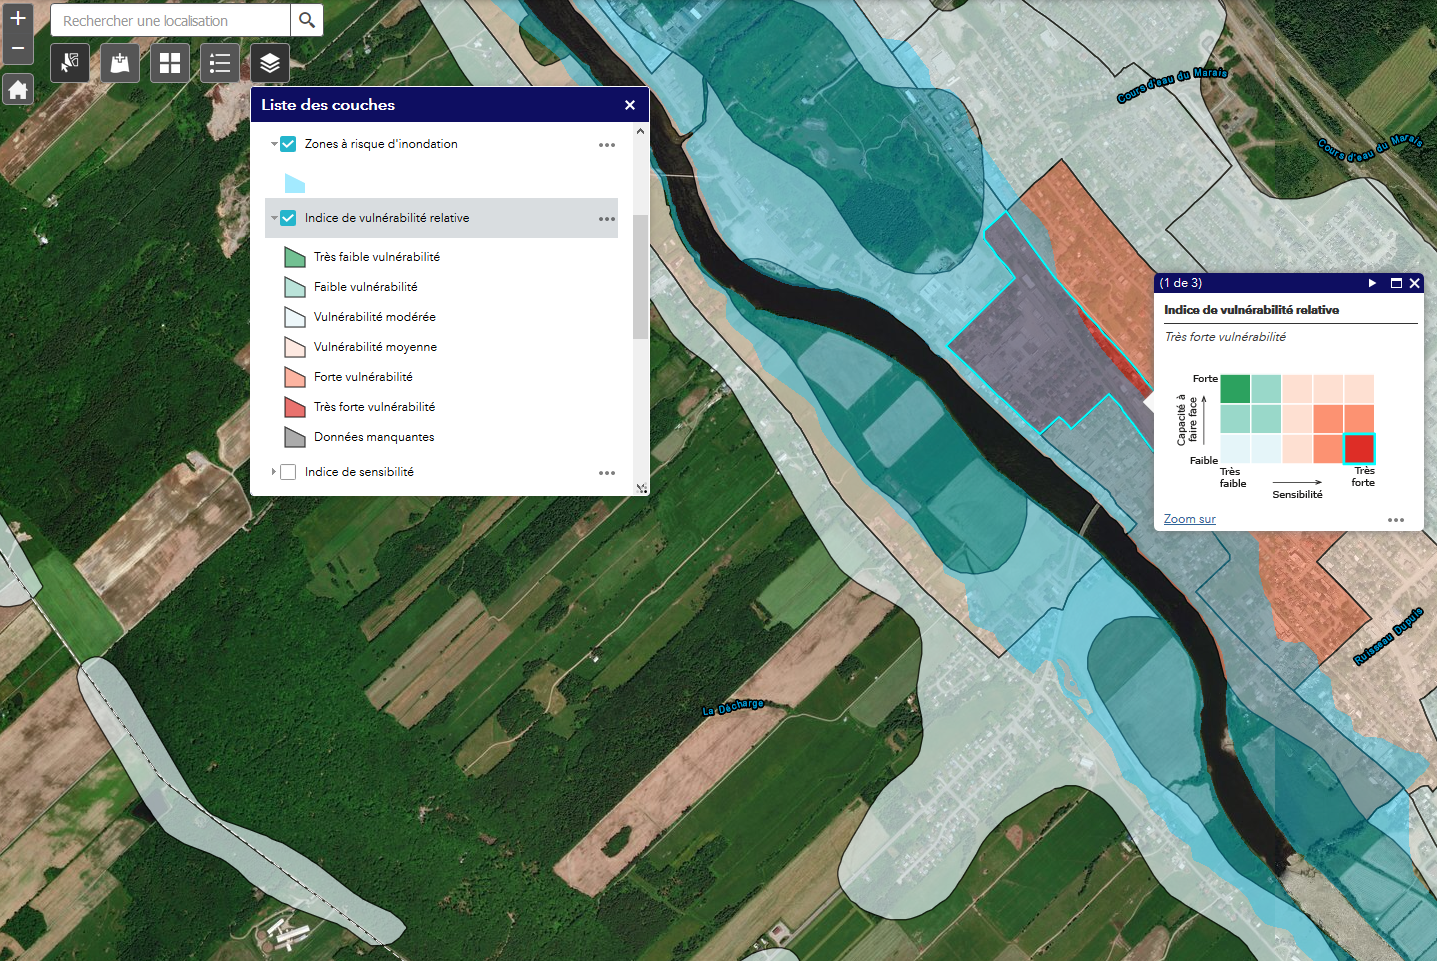 Rechercher une localisation
Liste des couches
Zones à risque d'inondation
Indice de vulnérabilité relative
Très faible vulnérabilité
Faible vulnérabilité
Vulnérabilité modérée
Vulnérabilité moyenne
Forte vulnérabilité
Très forte vulnérabilité
Données manquantes
Indice de sensibilité
Cours d'eau du Marais
Cours d'eau du Marais
(1 de 3)
Indice de vulnérabilité relative
Très forte vulnérabilité
Forte
Capacité à
faire face
Faible
Très
faible
Très
forte
Sensibilité
Zoom sur
Ruisseau Dupuis
La Décharge